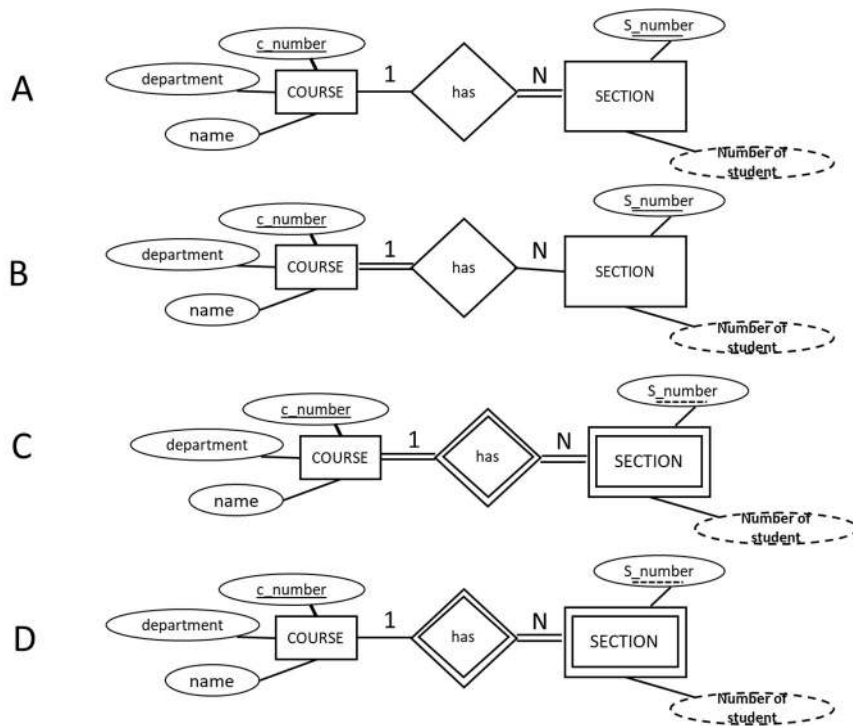 A
c_number
department
COURSE
name
1
has
N
S_number
SECTION
Number of
student
B
c_number
department
COURSE
name
1
has
N
S_number
SECTION
Number of
student
C
c_number
department
COURSE
name
1
has
N
S_number
SECTION
Number of
student
D
c_number
department
COURSE
name
1
has
N
S_number
SECTION
Number of
student